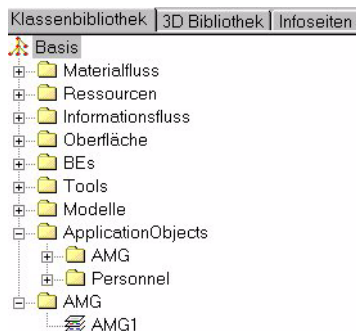 Klassenbibliothek 3D Bibliothek Infoseiten
Basis
Materialfluss
Ressourcen
Informationsfluss
Oberfläche
BEs
Tools
Modelle
ApplicationObjects
AMG
Personnel
AMG
AMG1